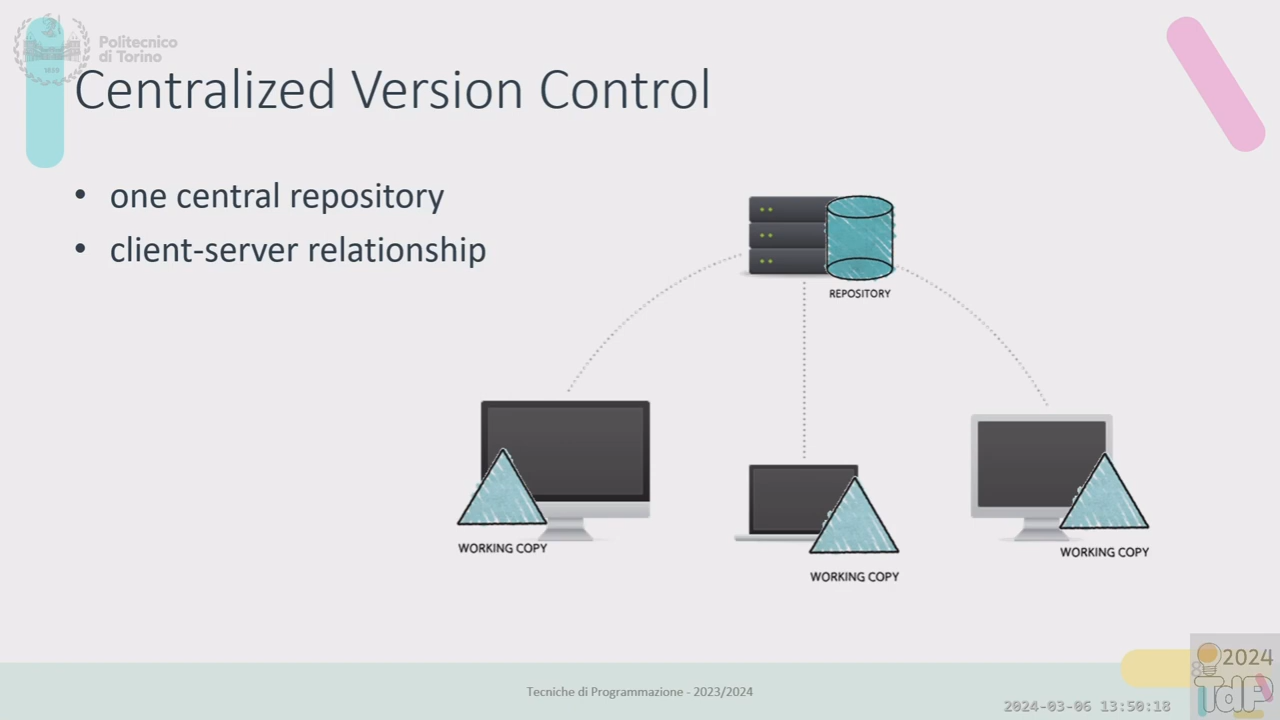 Politecnico
di Torino
Centralized Version Control
• one central repository
• client-server relationship
REPOSITORY
WORKING COPY
WORKING COPY
WORKING COPY
Tecniche di Programmazione - 2023/2024
2024
TdP
2024-03-06 13:50:18